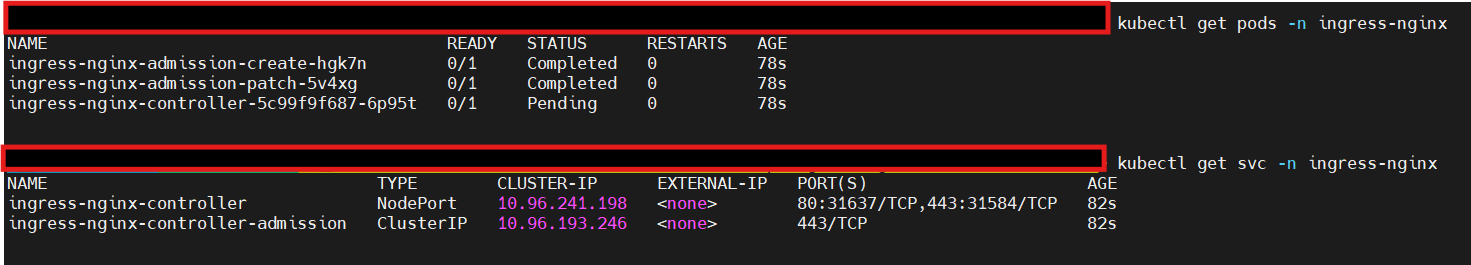 kubectl get pods -n ingress-nginx
NAME READY STATUS RESTARTS AGE
ingress-nginx-admission-create-hgk7n 0/1 Completed 0 78s
ingress-nginx-admission-patch-5v4xg 0/1 Completed 0 78s
ingress-nginx-controller-5c99f9f687-6p95t 0/1 Pending 0 78s
kubectl get svc -n ingress-nginx
NAME TYPE CLUSTER-IP EXTERNAL-IP PORT(S) AGE
ingress-nginx-controller NodePort 10.96.241.198 <none> 80:31637/TCP,443:31584/TCP 82s
ingress-nginx-controller-admission ClusterIP 10.96.193.246 <none> 443/TCP 82s